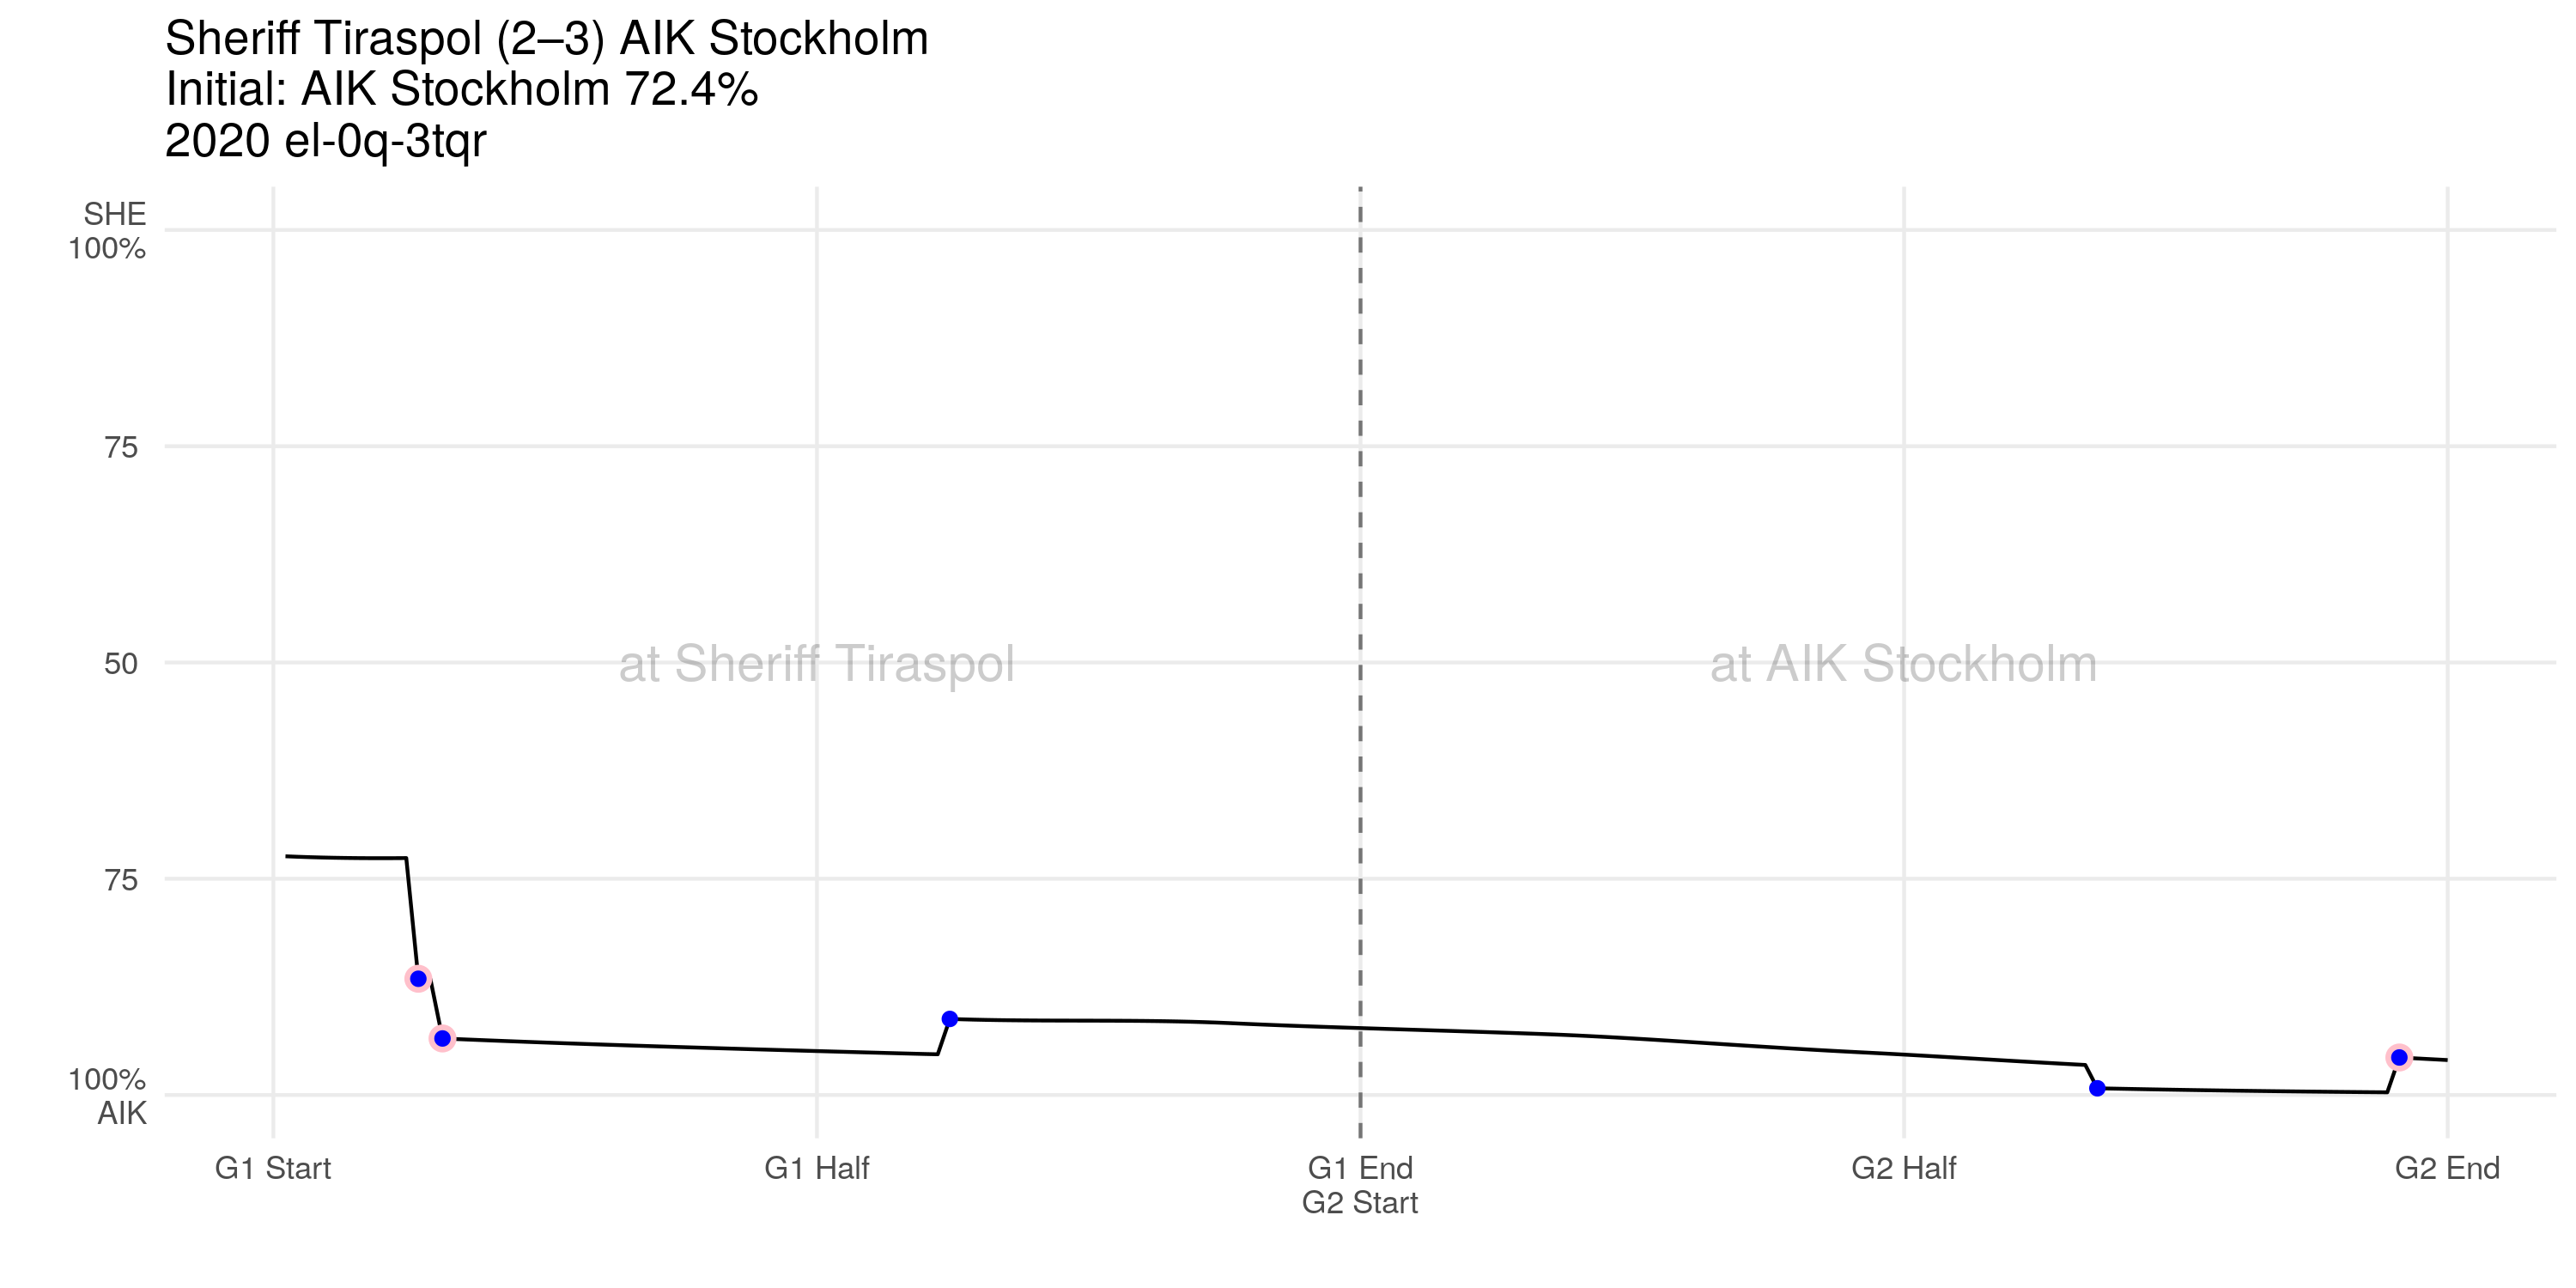 Sheriff Tiraspol (2–3) AIK Stockholm
Initial: AIK Stockholm 72.4%
2020 el-0q-3tqr
SHE
100%
75
50
75
100%
AIK
at Sheriff Tiraspol
at AIK Stockholm
G1 Start
G1 Half
G1 End
G2 Start
G2 Half
G2 End